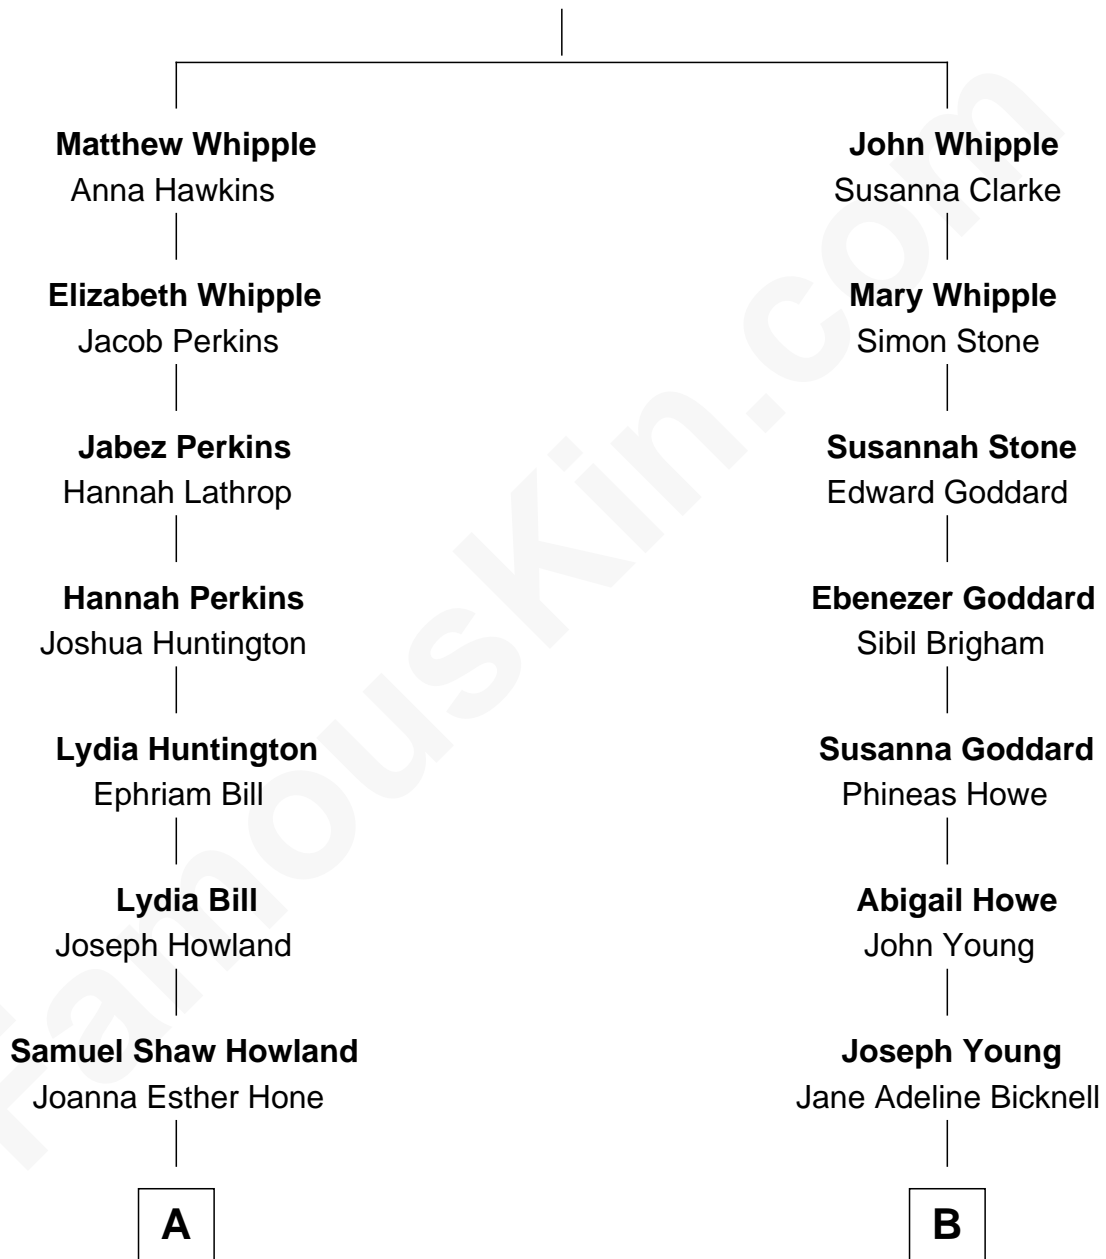 Matthew Whipple
Anna Hawkins
Elizabeth Whipple
Jacob Perkins
Jabez Perkins
Hannah Lathrop
Hannah Perkins
Joshua Huntington
Lydia Huntington
Ephriam Bill
Lydia Bill
Joseph Howland
Samuel Shaw Howland
Joanna Esther Hone
A
John Whipple
Susanna Clarke
Mary Whipple
Simon Stone
Susannah Stone
Edward Goddard
Ebenezer Goddard
Sibil Brigham
Susanna Goddard
Phineas Howe
Abigail Howe
John Young
Joseph Young
Jane Adeline Bicknell
B
FamousKin.com